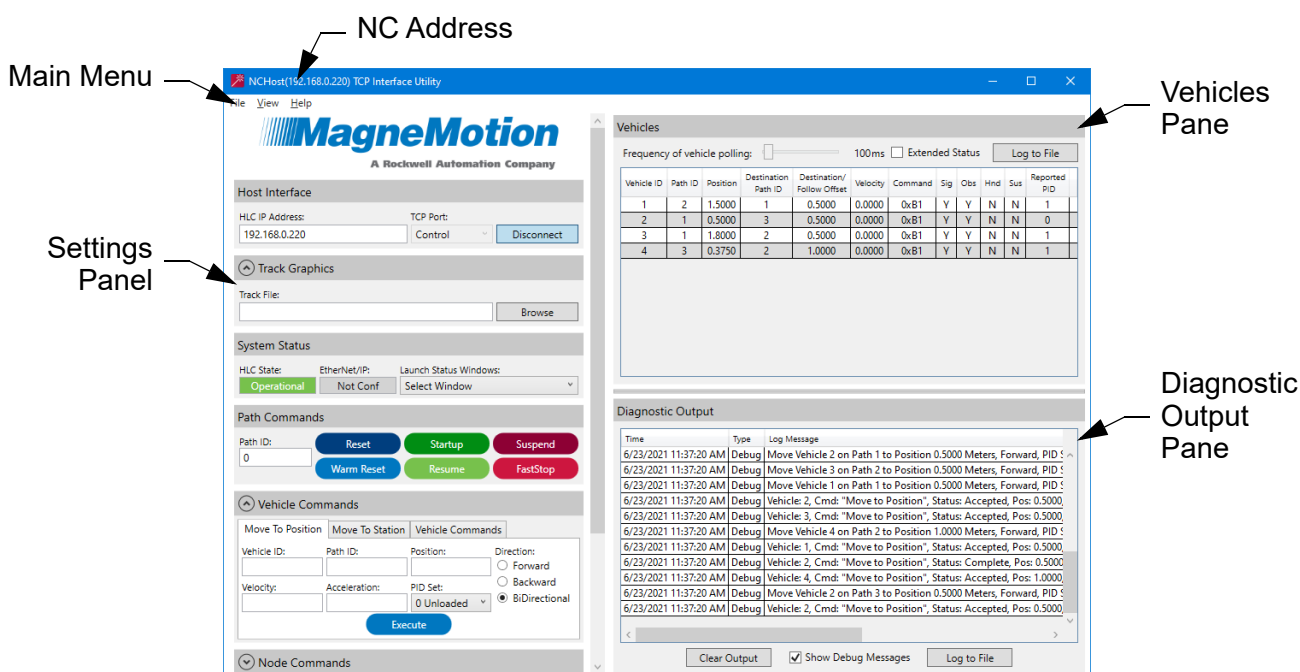 NC Address
Main Menu
Settings
Panel
Vehicles
Pane
Diagnostic
Output
Pane
NCHost(192.168.0.220) TCP Interface Utility
File View Help
MagneMotion
A Rockwell Automation Company
Host Interface
HLC IP Address: TCP Port:
192.168.0.220 Control Disconnect
Track Graphics
Track File:
Browse
System Status
HLC State: EtherNet/IP: Launch Status Windows:
Operational Not Conf Select Window
Path Commands
Path ID:
0
Reset Startup Suspend
Warm Reset Resume FastStop
Vehicle Commands
Move To Position Move To Station Vehicle Commands
Vehicle ID: Path ID: Position: Direction:
Forward
Backward
BiDirectional
Velocity: Acceleration: PID Set:
0 Unloaded
Execute
Node Commands
Vehicles
Frequency of vehicle polling: 100ms Extended Status Log to File
Vehicle ID Path ID Position Destination Path ID Destination/ Follow Offset Velocity Command Sig Obs Hnd Sus Reported PID
1 2 1.5000 1 0.5000 0.0000 0xB1 Y Y N N 1
2 1 0.5000 3 0.5000 0.0000 0xB1 Y Y N N 0
3 1 1.8000 2 0.5000 0.0000 0xB1 Y Y N N 1
4 3 0.3750 2 1.0000 0.0000 0xB1 Y Y N N 1
Diagnostic Output
Time Type Log Message
6/23/2021 11:37:20 AM Debug Move Vehicle 2 on Path 1 to Position 0.5000 Meters, Forward, PID S
6/23/2021 11:37:20 AM Debug Move Vehicle 3 on Path 2 to Position 0.5000 Meters, Forward, PID S
6/23/2021 11:37:20 AM Debug Move Vehicle 1 on Path 1 to Position 0.5000 Meters, Forward, PID S
6/23/2021 11:37:20 AM Debug Vehicle: 2, Cmd: "Move to Position", Status: Accepted, Pos: 0.5000,
6/23/2021 11:37:20 AM Debug Vehicle: 3, Cmd: "Move to Position", Status: Accepted, Pos: 0.5000,
6/23/2021 11:37:20 AM Debug Move Vehicle 4 on Path 2 to Position 1.0000 Meters, Forward, PID S
6/23/2021 11:37:20 AM Debug Vehicle: 1, Cmd: "Move to Position", Status: Accepted, Pos: 0.5000,
6/23/2021 11:37:20 AM Debug Vehicle: 2, Cmd: "Move to Position", Status: Complete, Pos: 0.5000
6/23/2021 11:37:20 AM Debug Vehicle: 4, Cmd: "Move to Position", Status: Accepted, Pos: 1.0000,
6/23/2021 11:37:20 AM Debug Move Vehicle 2 on Path 3 to Position 0.5000 Meters, Forward, PID S
6/23/2021 11:37:20 AM Debug Vehicle: 2, Cmd: "Move to Position", Status: Accepted, Pos: 0.5000,
Clear Output Show Debug Messages Log to File